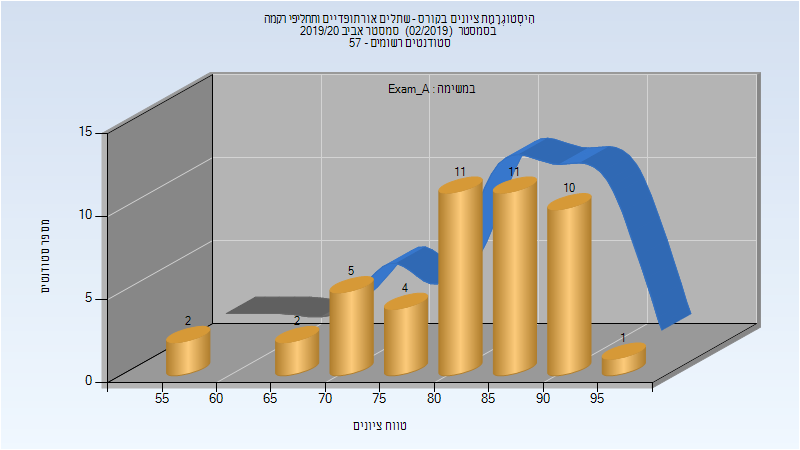 הִיסְטוֹגְרָמַת ציונים בקורס - שתלים אורתופדיים ותחליפי רקמה
בסמסטר (02/2019) סמסטר אביב 2019/20
סטודנטים רשומים - 57
במשימה : Exam_A
מספר סטודנטים
15
10
5
0
2
2
5
4
11
11
10
1
55 60 65 70 75 80 85 90 95
טווח ציונים